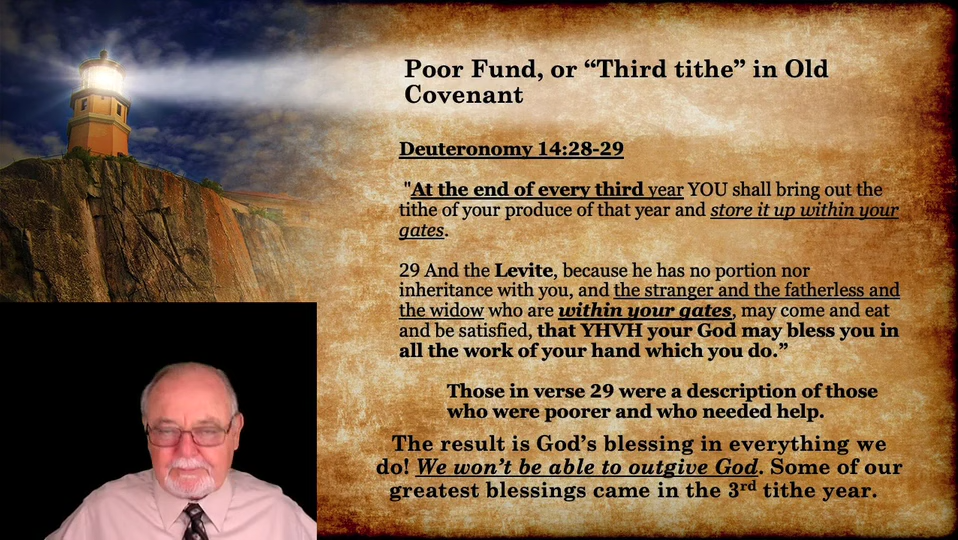 Poor Fund, or “Third tithe” in Old
Covenant
Deuteronomy 14:28-29
"At the end of every third year YOU shall bring out the
tithe of your produce of that year and store it up within your
gates.
29 And the Levite, because he has no portion nor
inheritance with you, and the stranger and the fatherless and
the widow who are within your gates, may come and eat
and be satisfied, that YHVH your God may bless you in
all the work of your hand which you do.”
Those in verse 29 were a description of those
who were poorer and who needed help.
The result is God’s blessing in everything we
do! We won’t be able to outgive God. Some of our
greatest blessings came in the 3rd tithe year.